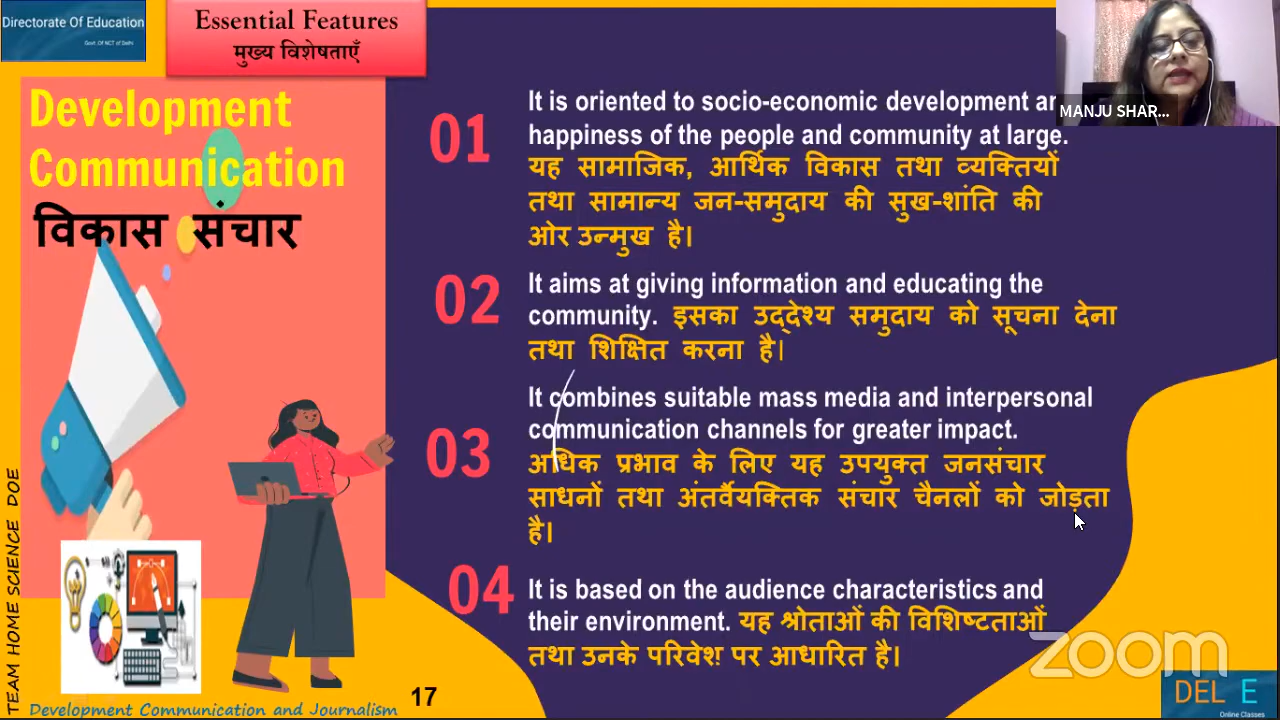 Directorate Of Education
Govt. Of NCT of Delhi
Essential Features
मुख्य विशेषताएँ
MANJU SHAR...
Development
Communication
विकास संचार
01
It is oriented to socio-economic development
happiness of the people and community at large.
यह सामाजिक, आर्थिक विकास तथा व्यक्तियों
तथा सामान्य जन-समुदाय की सुख-शांति की
ओर उन्मुख है।
02
It aims at giving information and educating the
community. इसका उद्देश्य समुदाय को सूचना देना
तथा शिक्षित करना है।
03
It combines suitable mass media and interpersonal
communication channels for greater impact.
अधिक प्रभाव के लिए यह उपयुक्त जनसंचार
साधनों तथा अंतर्वैयक्तिक संचार चैनलों को जोड़ता
है।
04
It is based on the audience characteristics and
their environment. यह श्रोताओं की विशिष्टताओं
तथा उनके परिवेश पर आधारित है।
TEAM HOME SCIENCE DOE
Development Communication and Journalism
17
zoom
DEL E
Online Classes